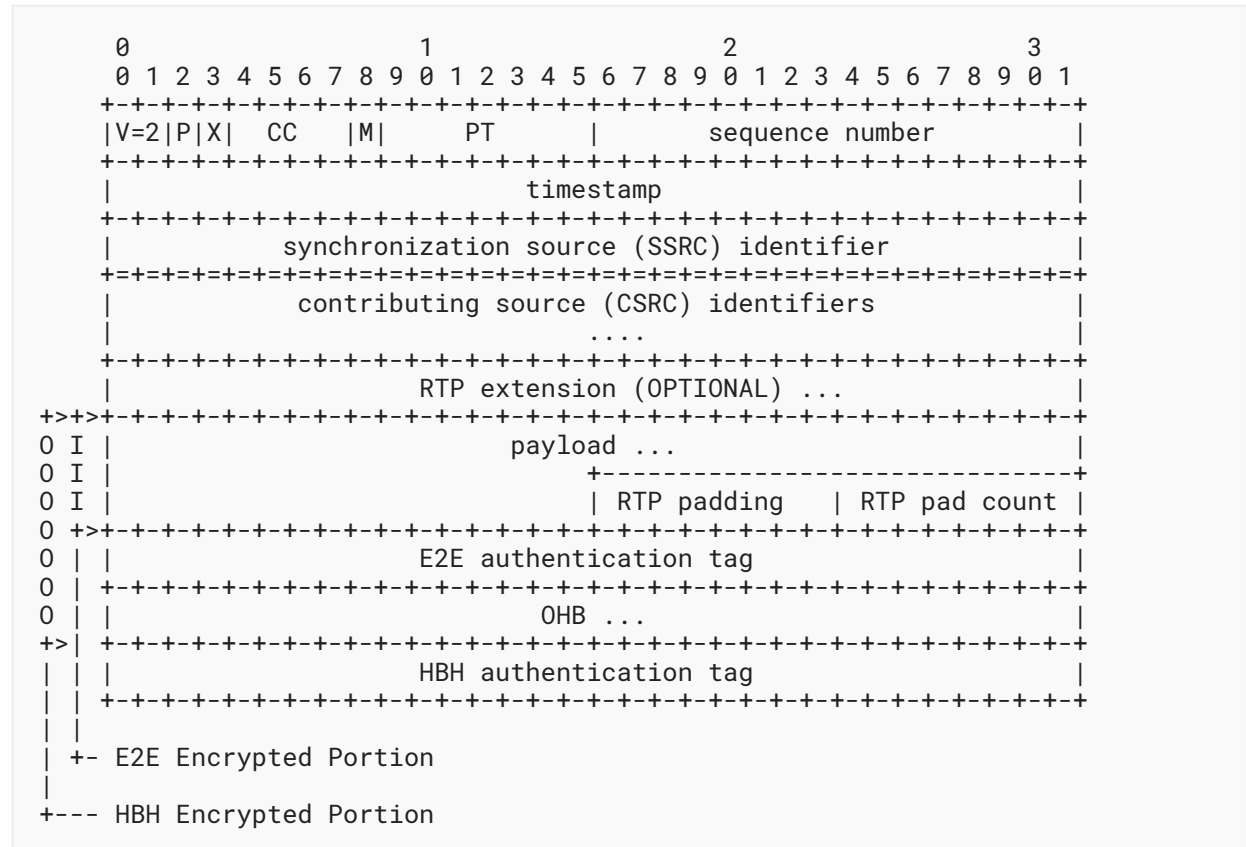 0                   1                   2                   3
     0 1 2 3 4 5 6 7 8 9 0 1 2 3 4 5 6 7 8 9 0 1 2 3 4 5 6 7 8 9 0 1
    +-+-+-+-+-+-+-+-+-+-+-+-+-+-+-+-+-+-+-+-+-+-+-+-+-+-+-+-+-+-+-+-+
    |V=2|P|X|  CC   |M|     PT      |       sequence number         |
    +-+-+-+-+-+-+-+-+-+-+-+-+-+-+-+-+-+-+-+-+-+-+-+-+-+-+-+-+-+-+-+-+
    |                           timestamp                           |
    +-+-+-+-+-+-+-+-+-+-+-+-+-+-+-+-+-+-+-+-+-+-+-+-+-+-+-+-+-+-+-+-+
    |           synchronization source (SSRC) identifier            |
    +=+=+=+=+=+=+=+=+=+=+=+=+=+=+=+=+=+=+=+=+=+=+=+=+=+=+=+=+=+=+=+=+
    |            contributing source (CSRC) identifiers             |
    |                               ....                            |
    +-+-+-+-+-+-+-+-+-+-+-+-+-+-+-+-+-+-+-+-+-+-+-+-+-+-+-+-+-+-+-+-+
    |                    RTP extension (OPTIONAL) ...               |
+>+>+-+-+-+-+-+-+-+-+-+-+-+-+-+-+-+-+-+-+-+-+-+-+-+-+-+-+-+-+-+-+-+-+
O I |                          payload ...                          |
O I |                               +-------------------------------+
O I |                               | RTP padding   | RTP pad count |
O +>+-+-+-+-+-+-+-+-+-+-+-+-+-+-+-+-+-+-+-+-+-+-+-+-+-+-+-+-+-+-+-+-+
O | |                    E2E authentication tag                     |
O | +-+-+-+-+-+-+-+-+-+-+-+-+-+-+-+-+-+-+-+-+-+-+-+-+-+-+-+-+-+-+-+-+
O | |                            OHB ...                            |
+>| +-+-+-+-+-+-+-+-+-+-+-+-+-+-+-+-+-+-+-+-+-+-+-+-+-+-+-+-+-+-+-+-+
| | |                    HBH authentication tag                     |
| | +-+-+-+-+-+-+-+-+-+-+-+-+-+-+-+-+-+-+-+-+-+-+-+-+-+-+-+-+-+-+-+-+
| |
| +- E2E Encrypted Portion
|
+--- HBH Encrypted Portion